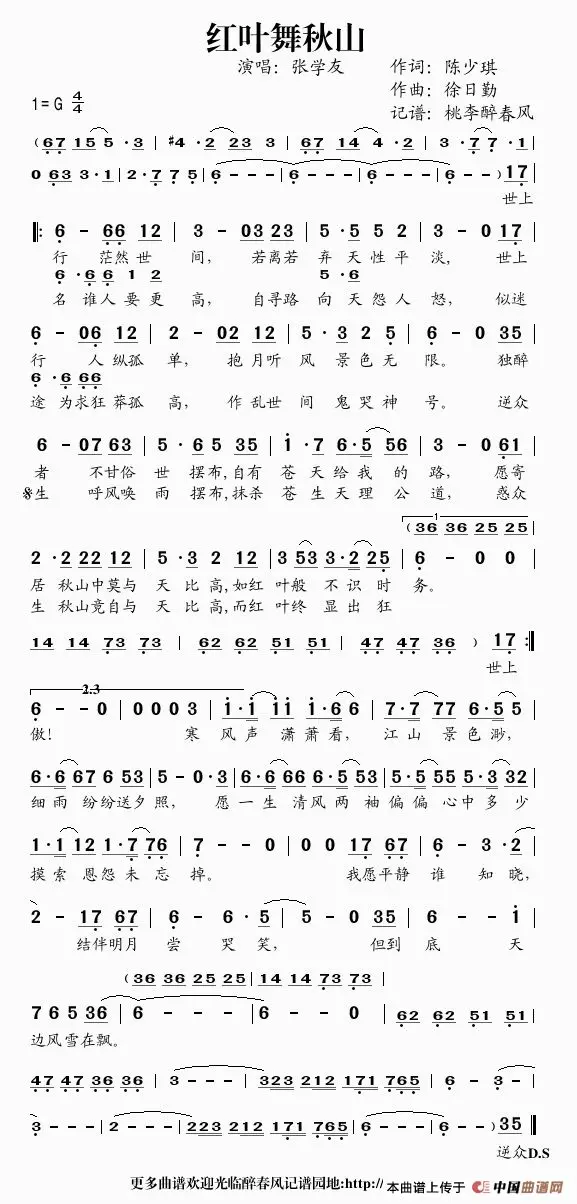 红叶舞秋山
演唱：张学友 作词：陈少琪
作曲：徐日勤
1=G 4/4 记谱：桃李醉春风
(67 155 ·3 | #4 ·2 23 3 | 67 14 4 ·2 | 3 ·7 7 ·1 |
0 63 3·1 | 2·7 75 | 6 - - - | 6 - - - | 6 - - - | 6 - - ) 17 |
世上
6 - 66 12 | 3 - 03 23 | 5 · 5 5 2 | 3 - 0 17 |
行 茫然世 间， 若离若 弃 天性平 淡， 世上
6 ·6 6 1 2 5 ·6
名 谁人要更 高， 自寻路 向 天怨人 怒， 似迷
6 - 06 12 | 2 - 02 12 | 5 · 3 2 5 | 6 - 0 35 |
行 人纵孤 单， 抱月听 风 景色无 限。 独醉
6 ·6 66
途 为求狂莽孤 高， 作乱世 间 鬼哭神 号。 逆众
6 - 07 63 | 5 · 6 5 35 | i · 7 6·5 56 | 3 - 0 61 |
者 不甘俗 世 摆布,自有 苍 天给我 的 路， 愿寄
生 呼风唤 雨 摆布,抹杀 苍 生天理 公 道， 惑众
(36 36 25 25
2 · 2 22 12 | 5 · 3 2 12 | 3 53 3·2 25 | 6 - 0 0 |
居 秋山中莫与 天 比高,如红 叶般 不识时 务。
生 秋山竟自与 天 比高,而红 叶终 显出狂
14 14 73 73 | 62 62 51 51 | 47 47 36 ) 17 :||
世上
2.3
6 - - 0 | 0 0 0 3 | i·i ii i·6 6 | 7·7 77 6·5 5 |
傲! 寒 风声 潇萧看， 江山 景色渺，
6·6 67 6 53 | 5 - 0·3 | 6·6 66 6·5 53 | 5·5 55 5·3 32 |
细雨 纷纷送夕 照， 愿 一生 清风两 袖 偏偏 心中多 少
1·1 12 1·7 76 | 7 - - 0 | 0 0 17 67 | 6 - 3 ·2 |
摸索 恩怨未忘 掉。 我愿平静 谁 知晓，
2 - 17 67 | 6 - 6 ·5 | 5 - 0 35 | 6 - - i |
结伴明月 尝 哭笑， 但到 底 天
(36 36 25 25 | 14 14 73 73
7 6 5 36 | 6 - - - | 6 - - 0 | 62 62 51 51 |
边风雪在飘。
47 47 36 36 | 3 - - - | 323 212 171 765 | 6 - 3 - |
3 - - - | 2 - - - | 223 212 171 765 | 6 - - - | 6 - - ) 35 ||
逆众D.S
更多曲谱欢迎光临醉春风记谱园地:http:// 本曲谱上传于 中国曲谱网